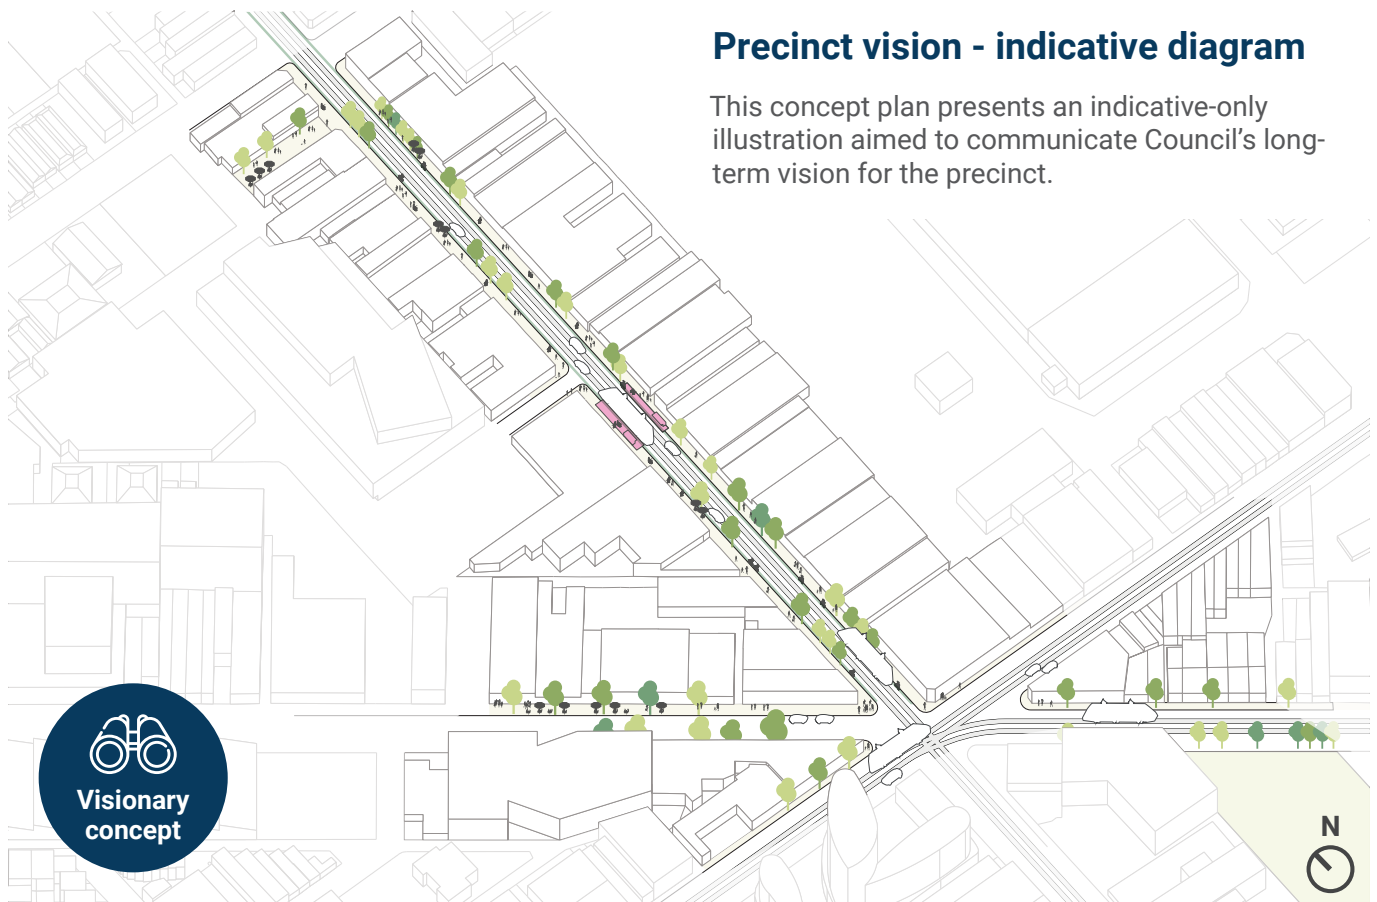 Precinct vision - indicative diagram
This concept plan presents an indicative-only
illustration aimed to communicate Council’s long-
term vision for the precinct.
Visionary
concept
N